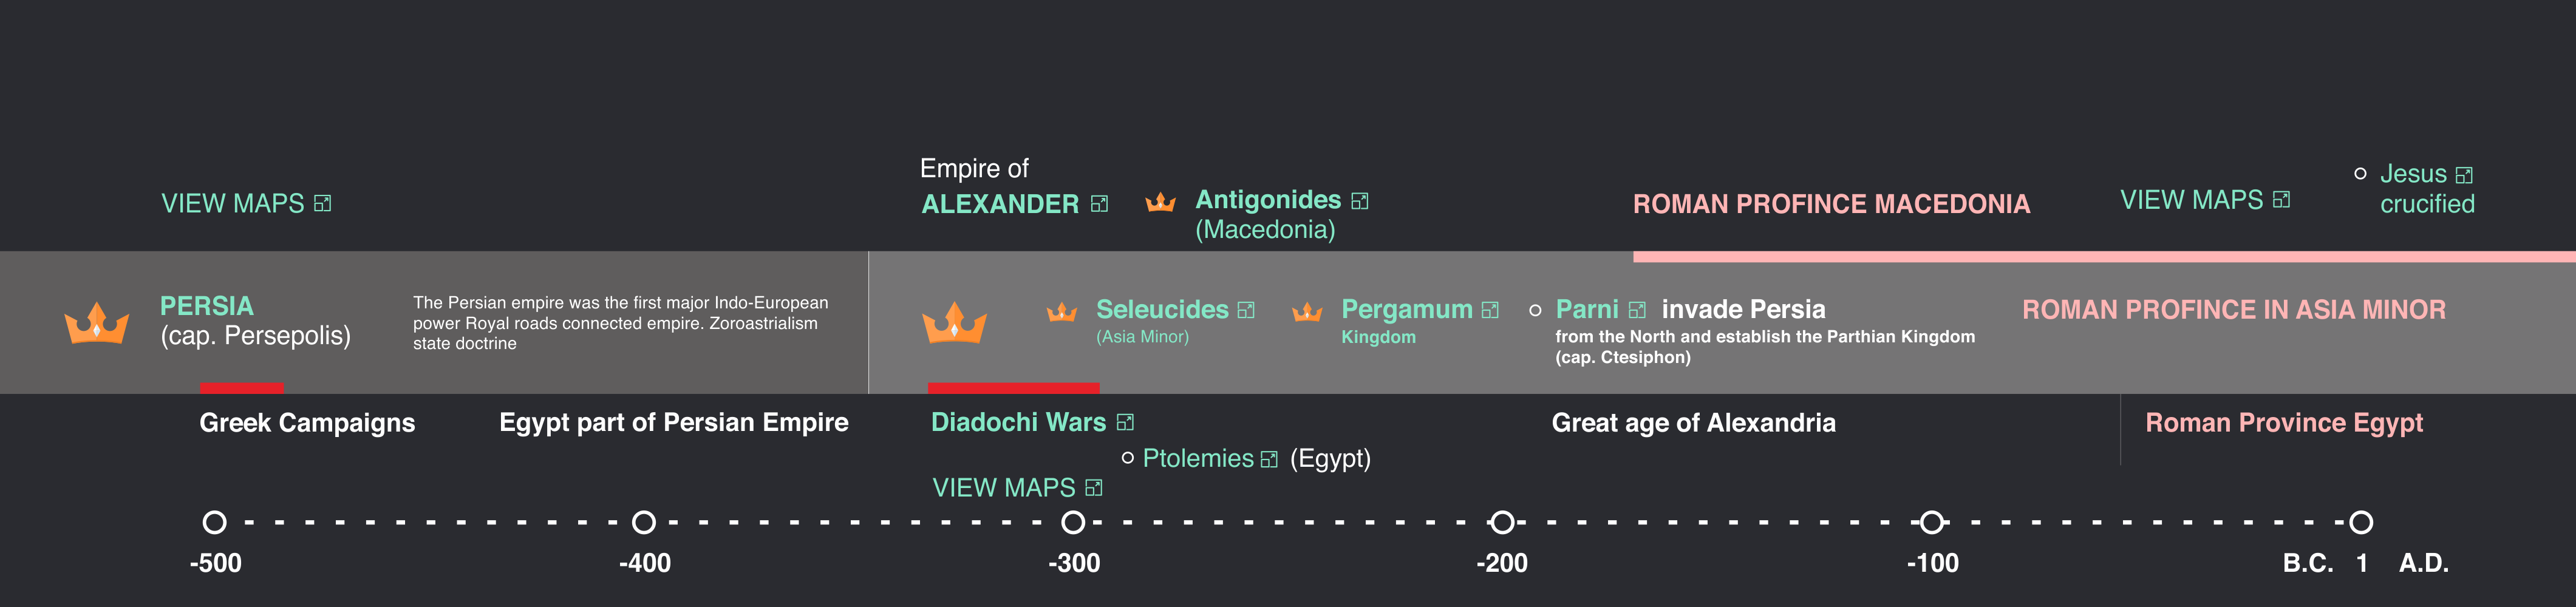 Empire of
VIEW MAPS
ALEXANDER
Antigonides
(Macedonia)
ROMAN PROFINCE MACEDONIA
VIEW MAPS
Jesus
crucified
PERSIA
(cap. Persepolis)
The Persian empire was the first major Indo-European
power Royal roads connected empire. Zoroastrialism
state doctrine
Seleucides
(Asia Minor)
Pergamum
Kingdom
Parni invade Persia
from the North and establish the Parthian Kingdom
(cap. Ctesiphon)
ROMAN PROFINCE IN ASIA MINOR
Greek Campaigns
Egypt part of Persian Empire
Diadochi Wars
Ptolemies (Egypt)
VIEW MAPS
Great age of Alexandria
Roman Province Egypt
-500
-400
-300
-200
-100
B.C. 1 A.D.